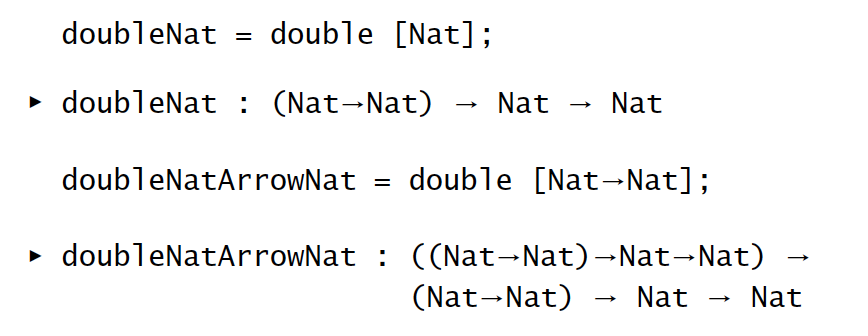 doubleNat = double [Nat];
▸ doubleNat : (Nat→Nat) → Nat → Nat
doubleNatArrowNat = double [Nat→Nat];
▸ doubleNatArrowNat : ((Nat→Nat)→Nat→Nat) →
(Nat→Nat) → Nat → Nat